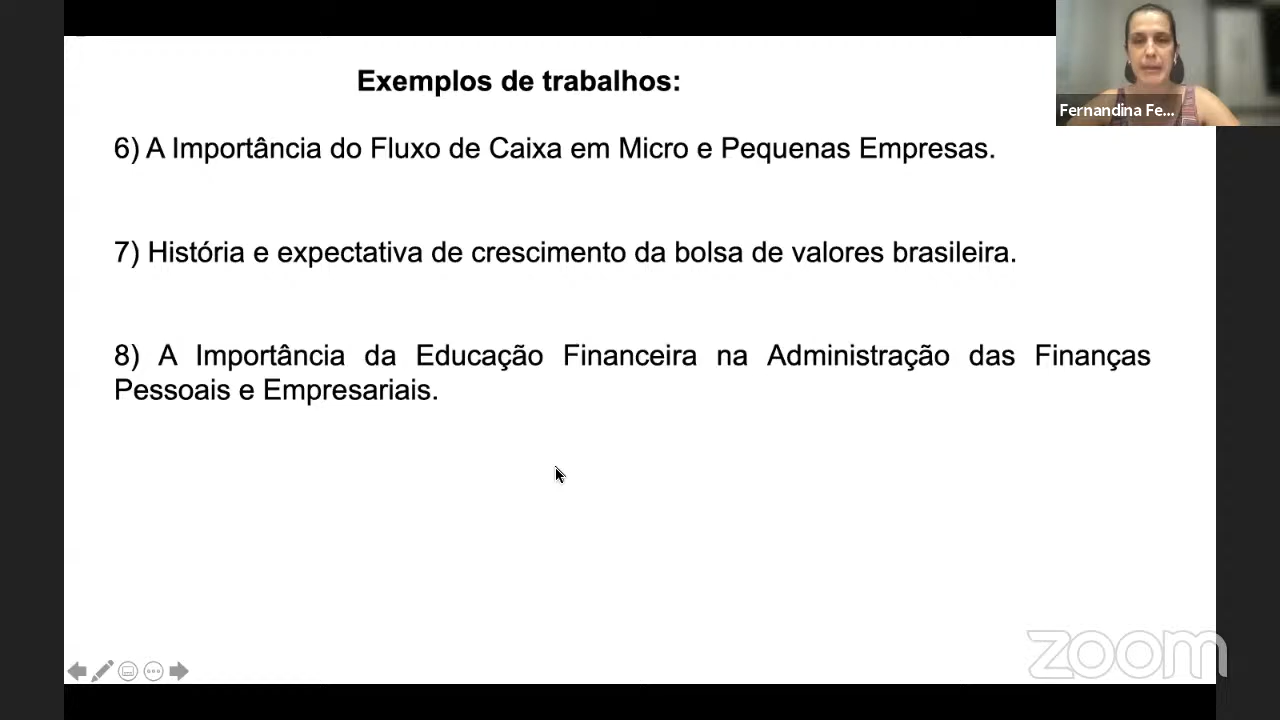 Exemplos de trabalhos:
Fernandina Fe...
6) A Importância do Fluxo de Caixa em Micro e Pequenas Empresas.
7) História e expectativa de crescimento da bolsa de valores brasileira.
8) A Importância da Educação Financeira na Administração das Finanças
Pessoais e Empresariais.
zoom